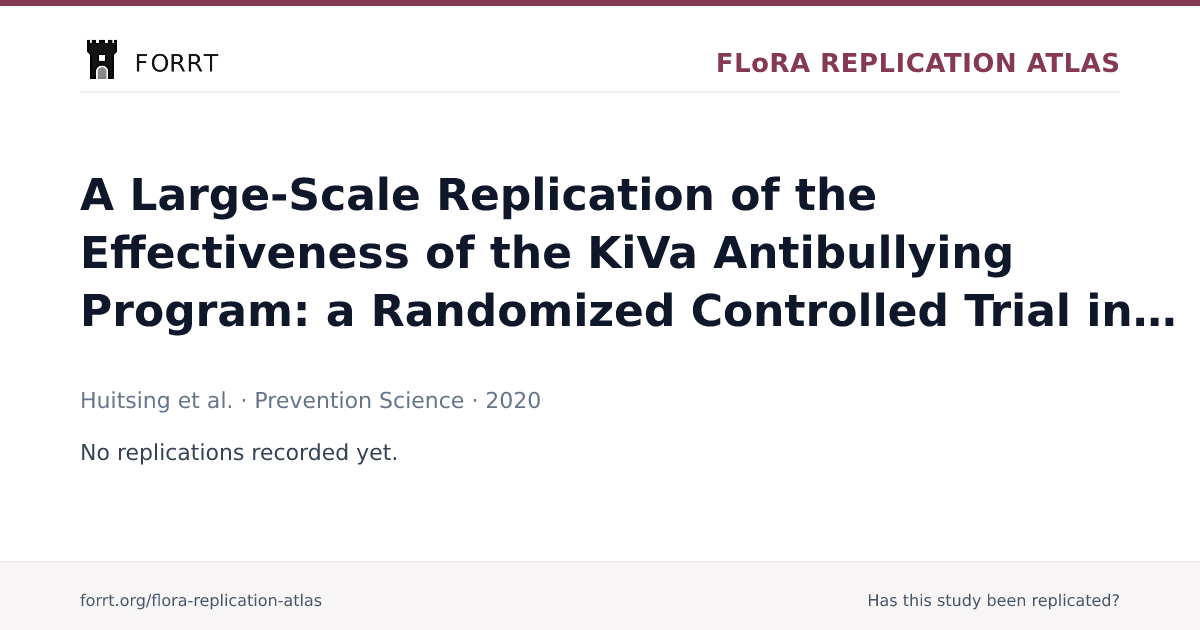 FORRT
FLoRA REPLICATION ATLAS
A Large-Scale Replication of the
Effectiveness of the KiVa Antibullying
Program: a Randomized Controlled Trial in…
Huitsing et al. · Prevention Science · 2020
No replications recorded yet.
forrt.org/flora-replication-atlas
Has this study been replicated?